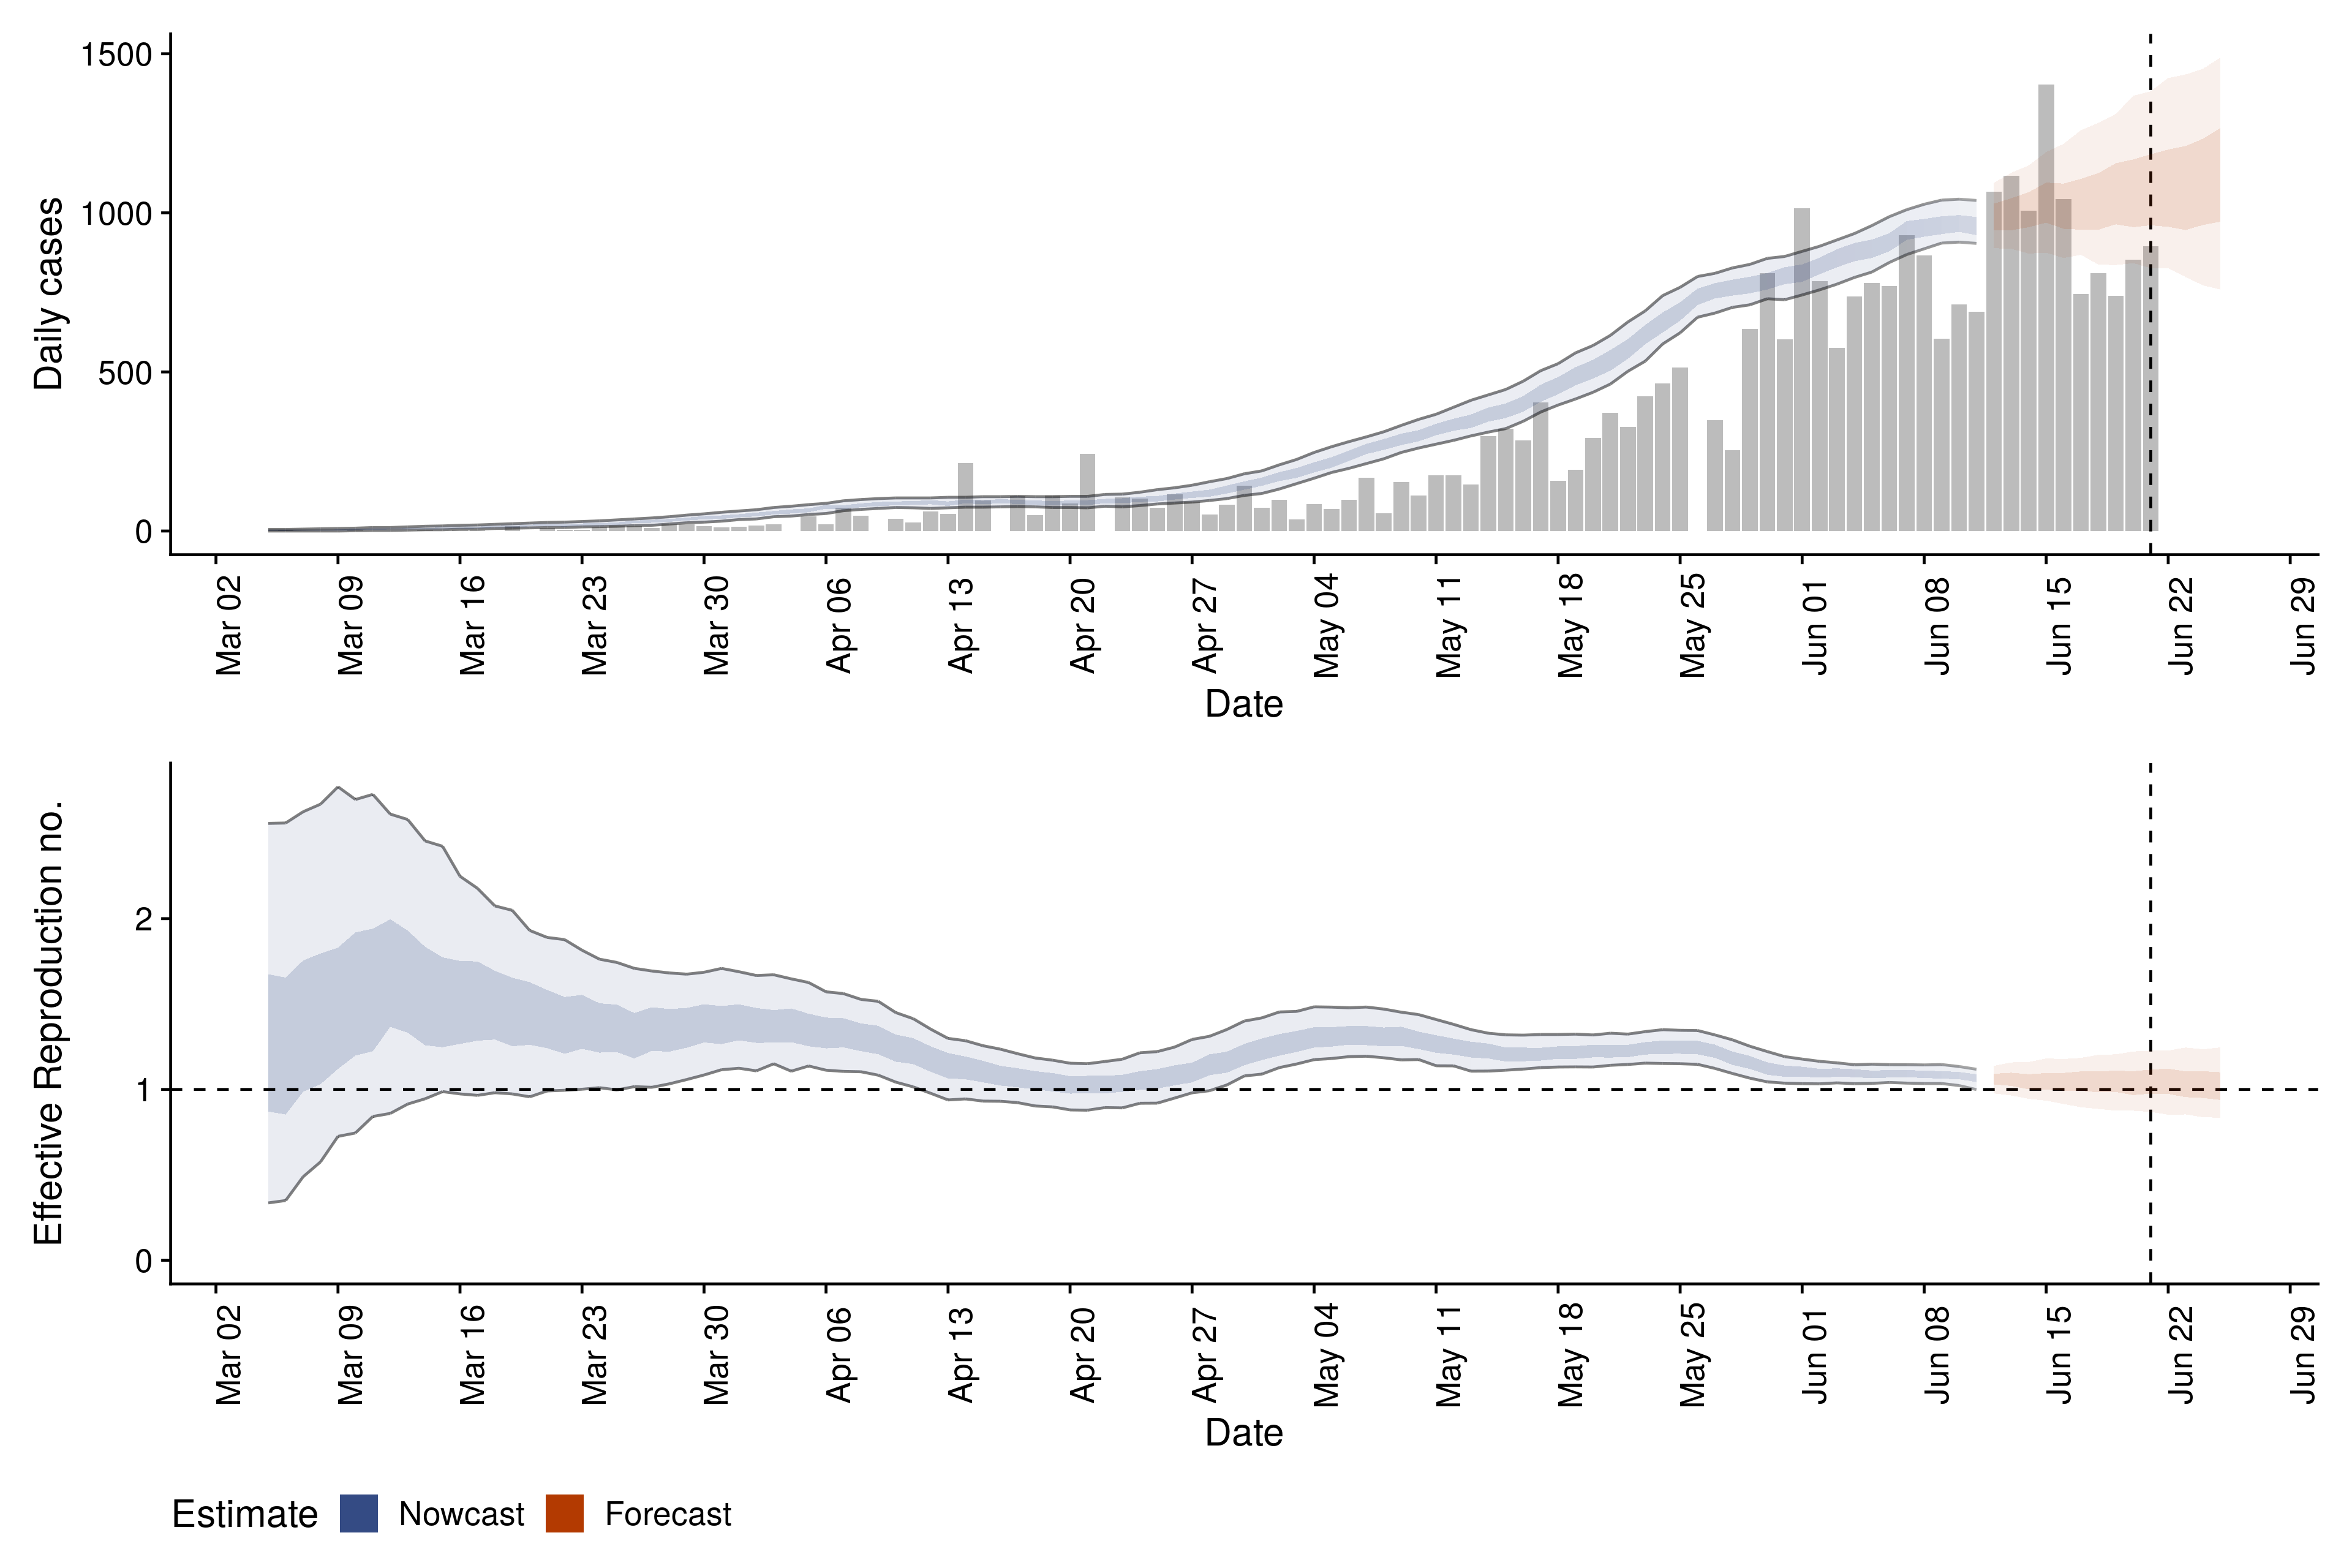 Daily cases
1500
1000
500
0
Mar 02
Mar 09
Mar 16
Mar 23
Mar 30
Apr 06
Apr 13
Apr 20
Apr 27
May 04
May 11
May 18
May 25
Jun 01
Jun 08
Jun 15
Jun 22
Jun 29
Date
Effective Reproduction no.
2
1
0
Mar 02
Mar 09
Mar 16
Mar 23
Mar 30
Apr 06
Apr 13
Apr 20
Apr 27
May 04
May 11
May 18
May 25
Jun 01
Jun 08
Jun 15
Jun 22
Jun 29
Date
Estimate Nowcast Forecast